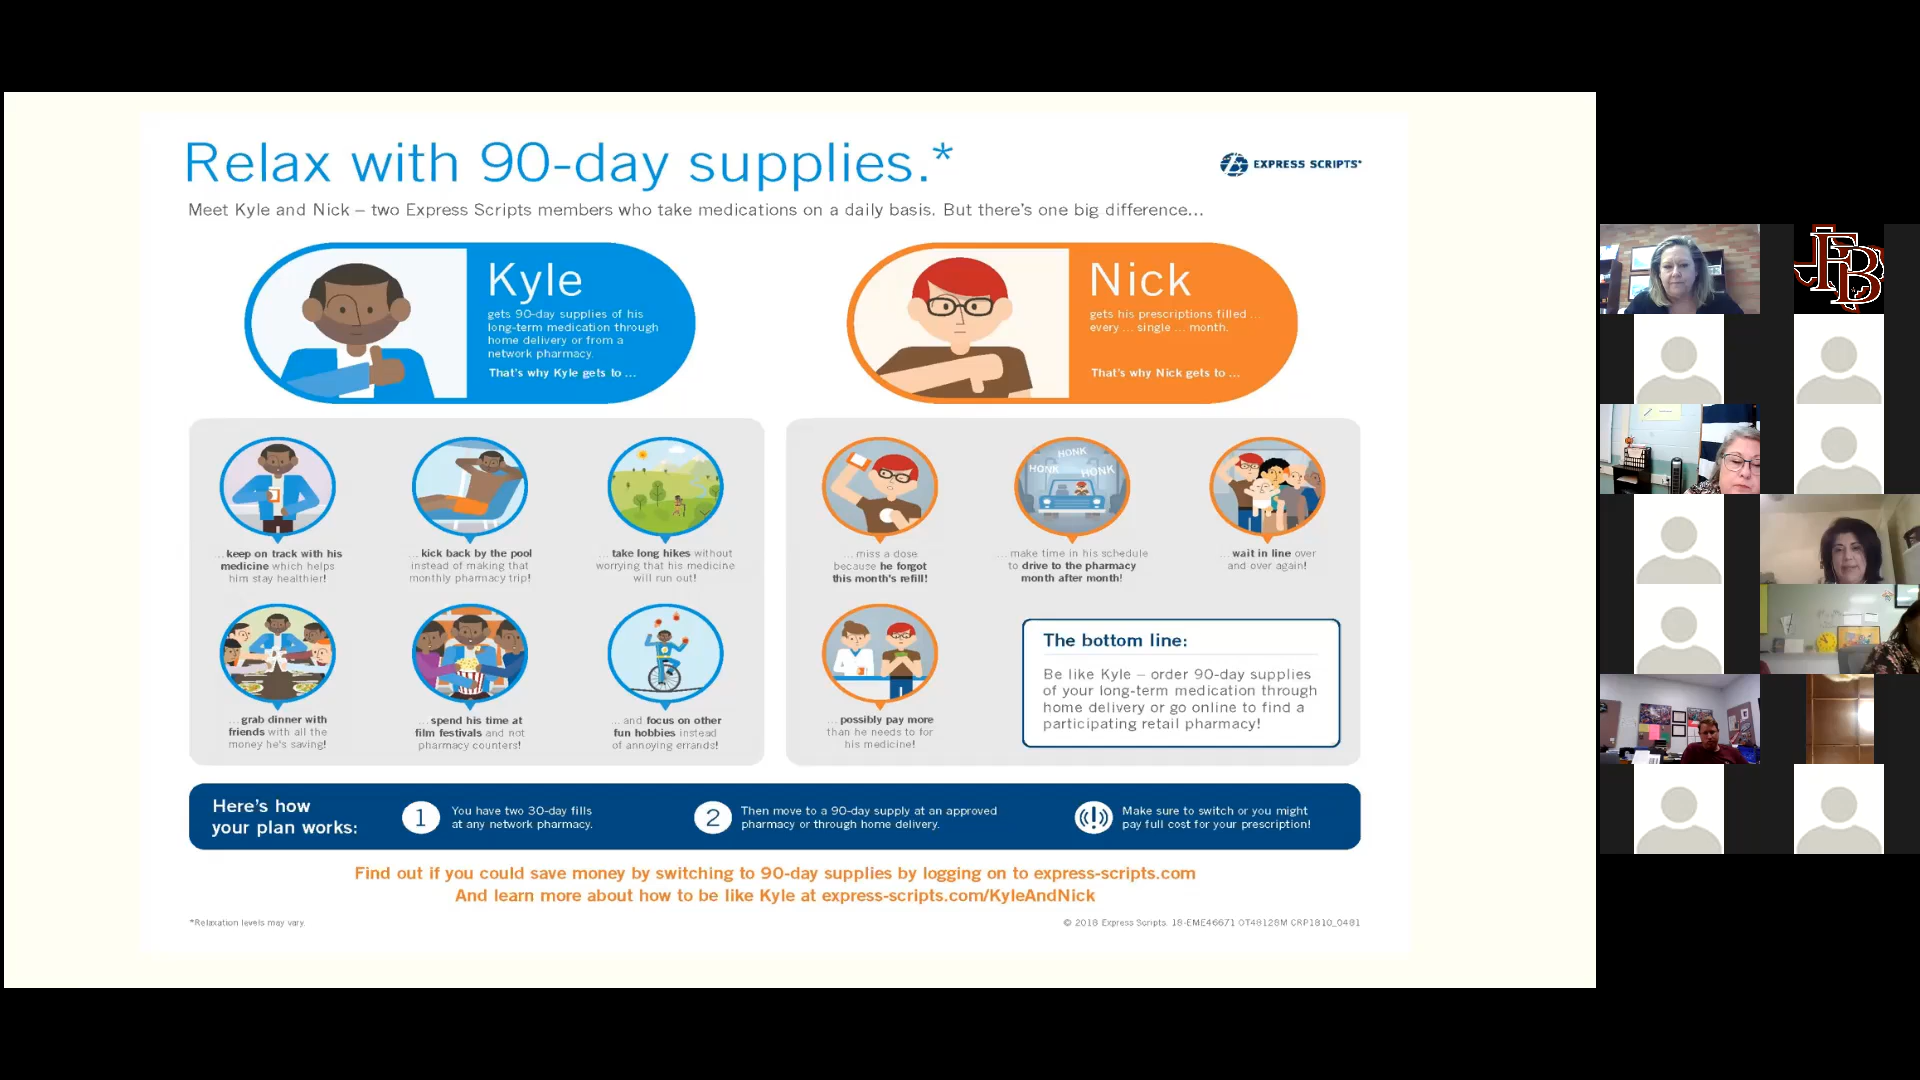 Relax with 90-day supplies.*
EXPRESS SCRIPTS®
Meet Kyle and Nick – two Express Scripts members who take medications on a daily basis. But there's one big difference...
Kyle
gets 90-day supplies of his
long-term medication through
home delivery or from a
network pharmacy.
That's why Kyle gets to ...
Nick
gets his prescriptions filled ...
every ... single ... month.
That's why Nick gets to ...
... keep on track with his
medicine which helps
him stay healthier!
... kick back by the pool
instead of making that
monthly pharmacy trip!
... take long hikes without
worrying that his medicine
will run out!
... grab dinner with
friends with all the
money he's saving!
... spend his time at
film festivals and not
pharmacy counters!
... and focus on other
fun hobbies instead
of annoying errands!
... miss a dose
because he forgot
this month's refill!
HONK
HONK
HONK
... make time in his schedule
to drive to the pharmacy
month after month!
... wait in line over
and over again!
... possibly pay more
than he needs to for
his medicine!
The bottom line:
Be like Kyle – order 90-day supplies
of your long-term medication through
home delivery or go online to find a
participating retail pharmacy!
Here's how
your plan works:
1
You have two 30-day fills
at any network pharmacy.
2
Then move to a 90-day supply at an approved
pharmacy or through home delivery.
Make sure to switch or you might
pay full cost for your prescription!
Find out if you could save money by switching to 90-day supplies by logging on to express-scripts.com
And learn more about how to be like Kyle at express-scripts.com/KyleAndNick
*Relaxation levels may vary.
© 2018 Express Scripts. 18-EME46671 OT48128M CRP1810_0481
FB